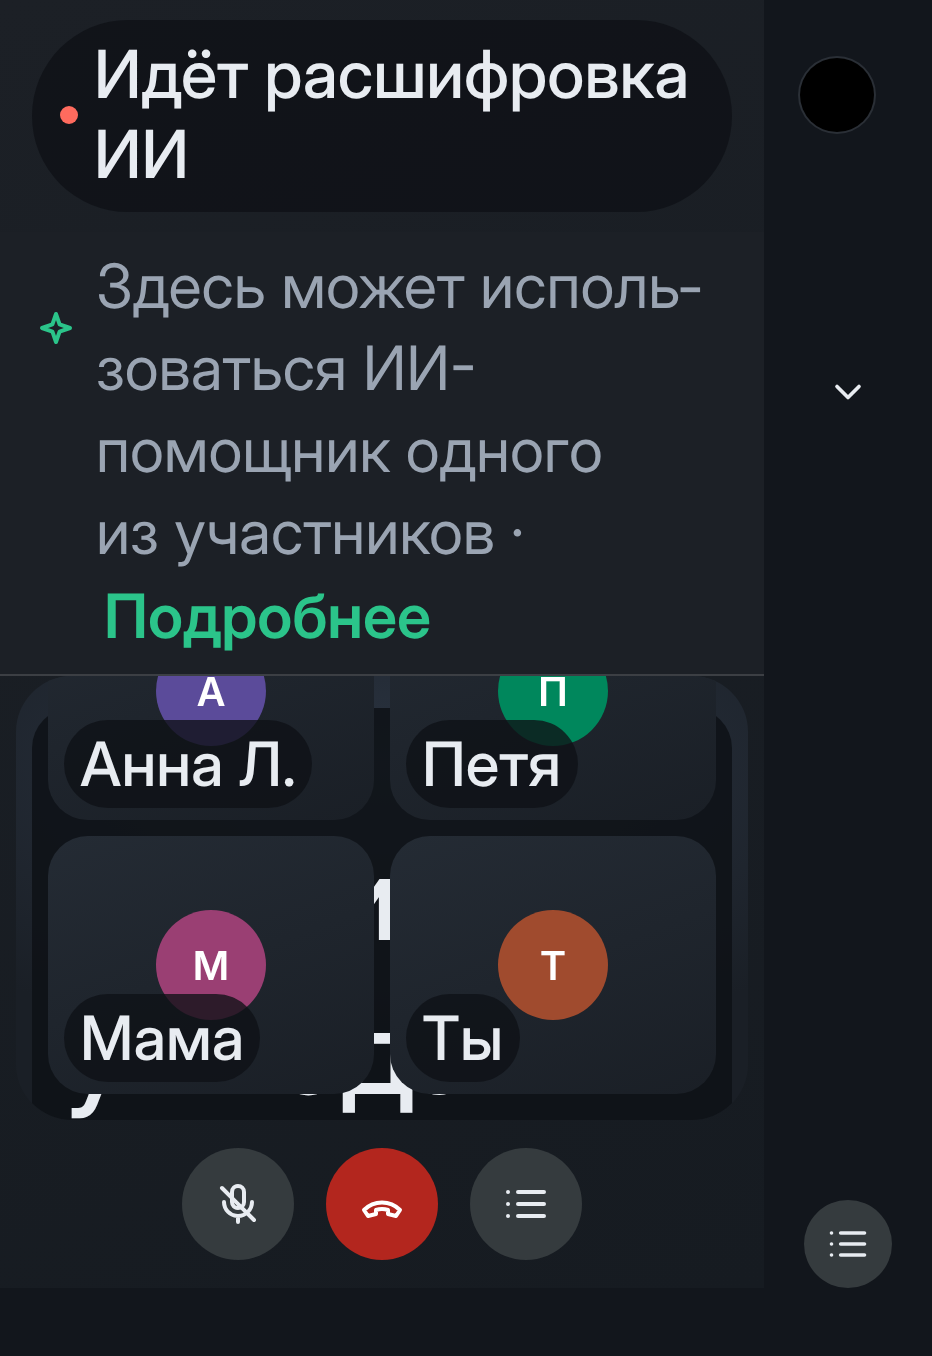 Идёт расшифровка
ИИ
Здесь может исполь-
зоваться ИИ-
помощник одного
из участников ·
Подробнее
А
П
Анна Л.
Петя
М
Т
Мама
Ты